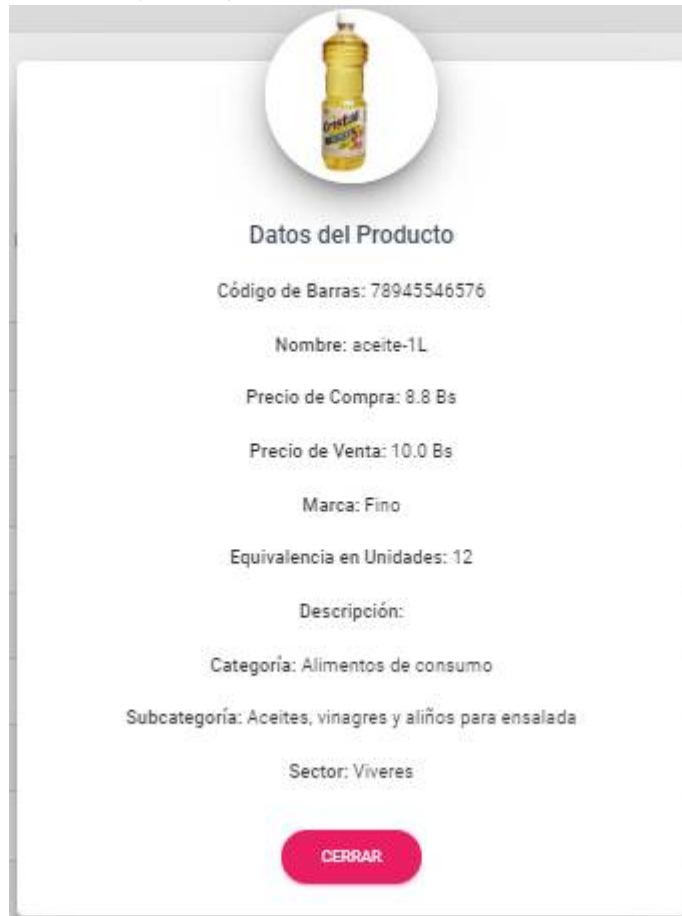 Cristal
Datos del Producto
Código de Barras: 78945546576
Nombre: aceite-1L
Precio de Compra: 8.8 Bs
Precio de Venta: 10.0 Bs
Marca: Fino
Equivalencia en Unidades: 12
Descripción:
Categoría: Alimentos de consumo
Subcategoría: Aceites, vinagres y aliños para ensalada
Sector: Viveres
CERRAR